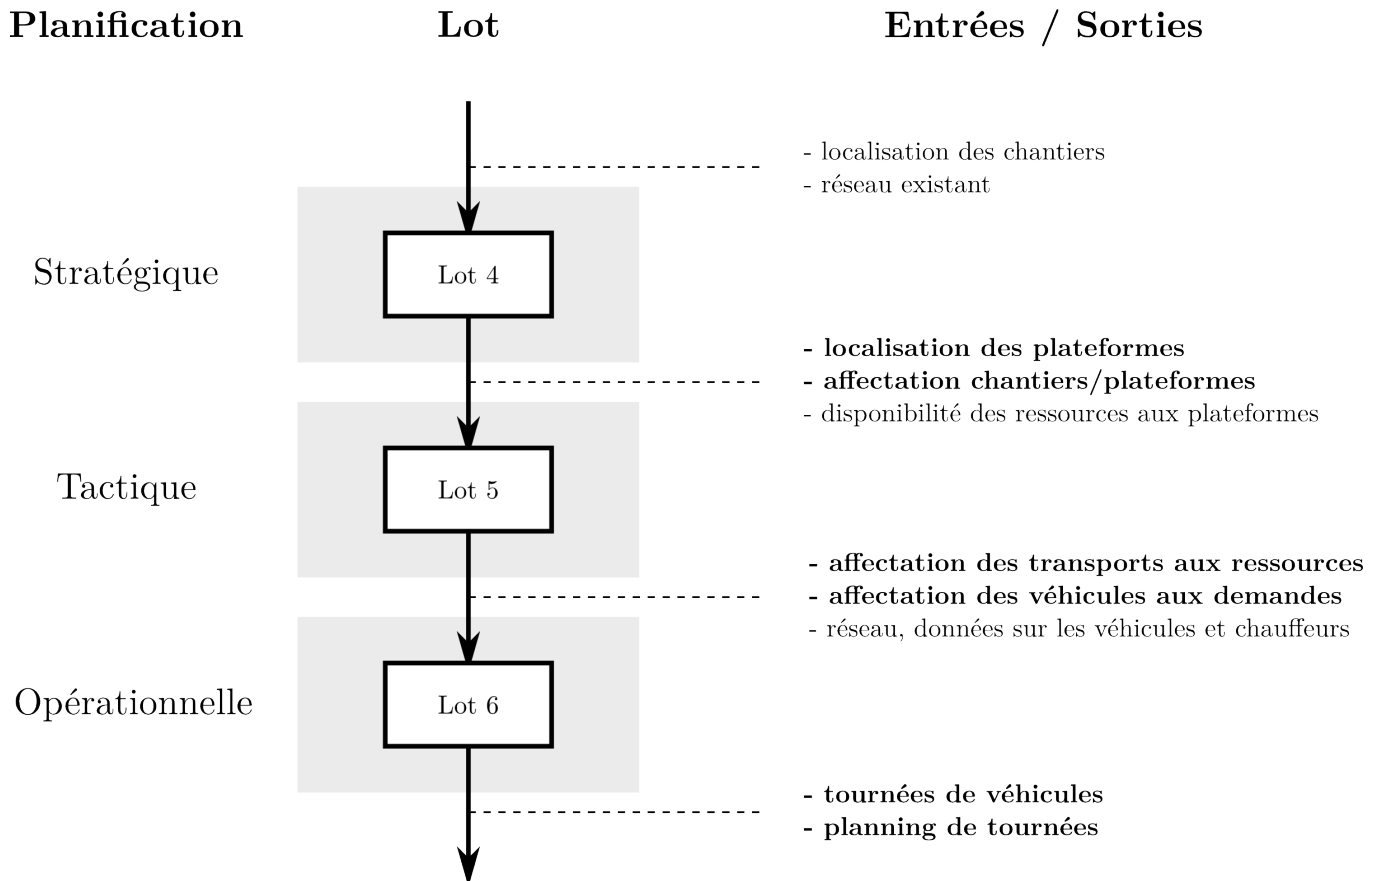 Planification Lot Entrées / Sorties
- localisation des chantiers
- réseau existant
Stratégique
Lot 4
- localisation des plateformes
- affectation chantiers/plateformes
- disponibilité des ressources aux plateformes
Tactique
Lot 5
- affectation des transports aux ressources
- affectation des véhicules aux demandes
- réseau, données sur les véhicules et chauffeurs
Opérationnelle
Lot 6
- tournées de véhicules
- planning de tournées